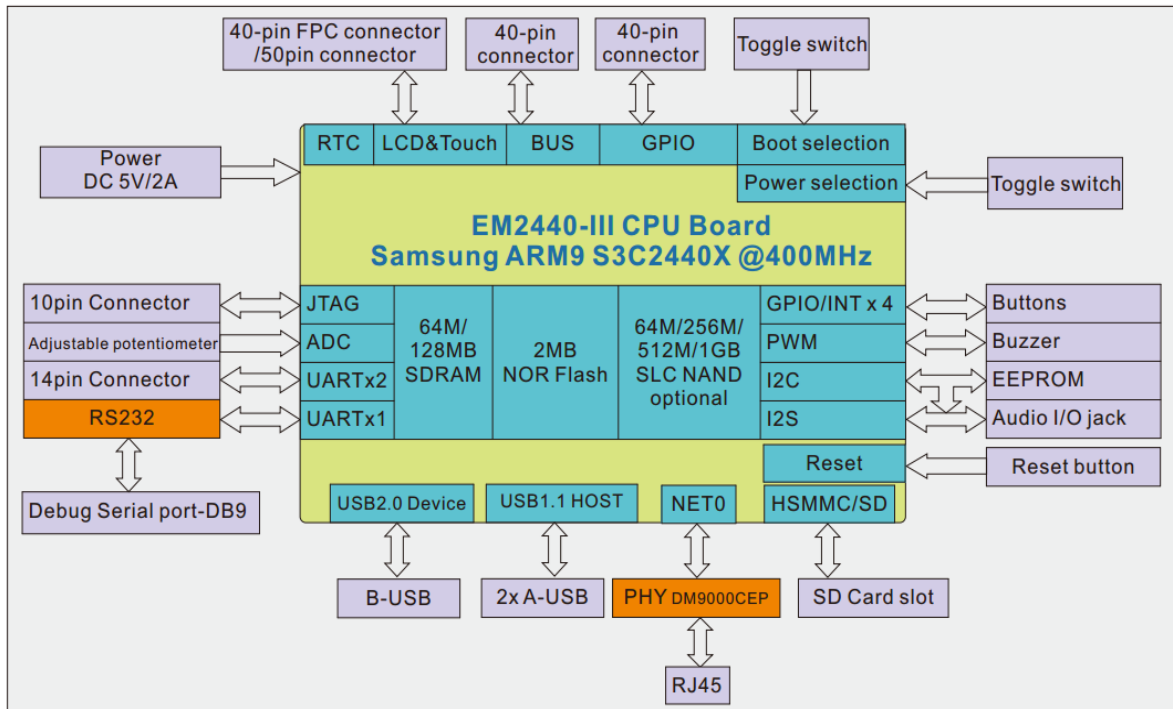 40-pin FPC connector
/50pin connector
40-pin
connector
40-pin
connector
Toggle switch
RTC
LCD&Touch
BUS
GPIO
Boot selection
Power
DC 5V/2A
Power selection
Toggle switch
EM2440-III CPU Board
Samsung ARM9 S3C2440X @400MHz
10pin Connector
Adjustable potentiometer
14pin Connector
RS232
JTAG
ADC
UARTx2
UARTx1
64M/
128MB
SDRAM
2MB
NOR Flash
64M/256M/
512M/1GB
SLC NAND
optional
GPIO/INT x 4
PWM
I2C
I2S
Buttons
Buzzer
EEPROM
Audio I/O jack
Reset
Reset button
Debug Serial port-DB9
USB2.0 Device
USB1.1 HOST
NET0
HSMMC/SD
B-USB
2x A-USB
PHY DM9000CEP
SD Card slot
RJ45